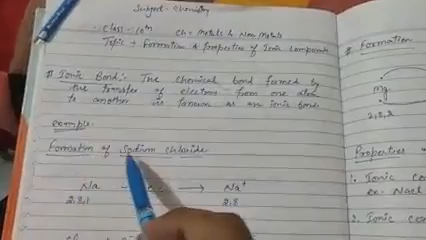 Subject - Chemistry
Class - 10th Ch = Metals & Non Metals
Topic → Formation & Properties of Ionic Compounds
# Ionic Bond:- The chemical bond formed by
the transfer of electrons from one atom
to another is known as an ionic bond.
Example:
Formation of Sodium Chloride
Na → Na⁺
2,8,1 2,8
# Formation
Mg
2,8,2
Properties
1. Ionic
ex- NaCl
2. Ionic